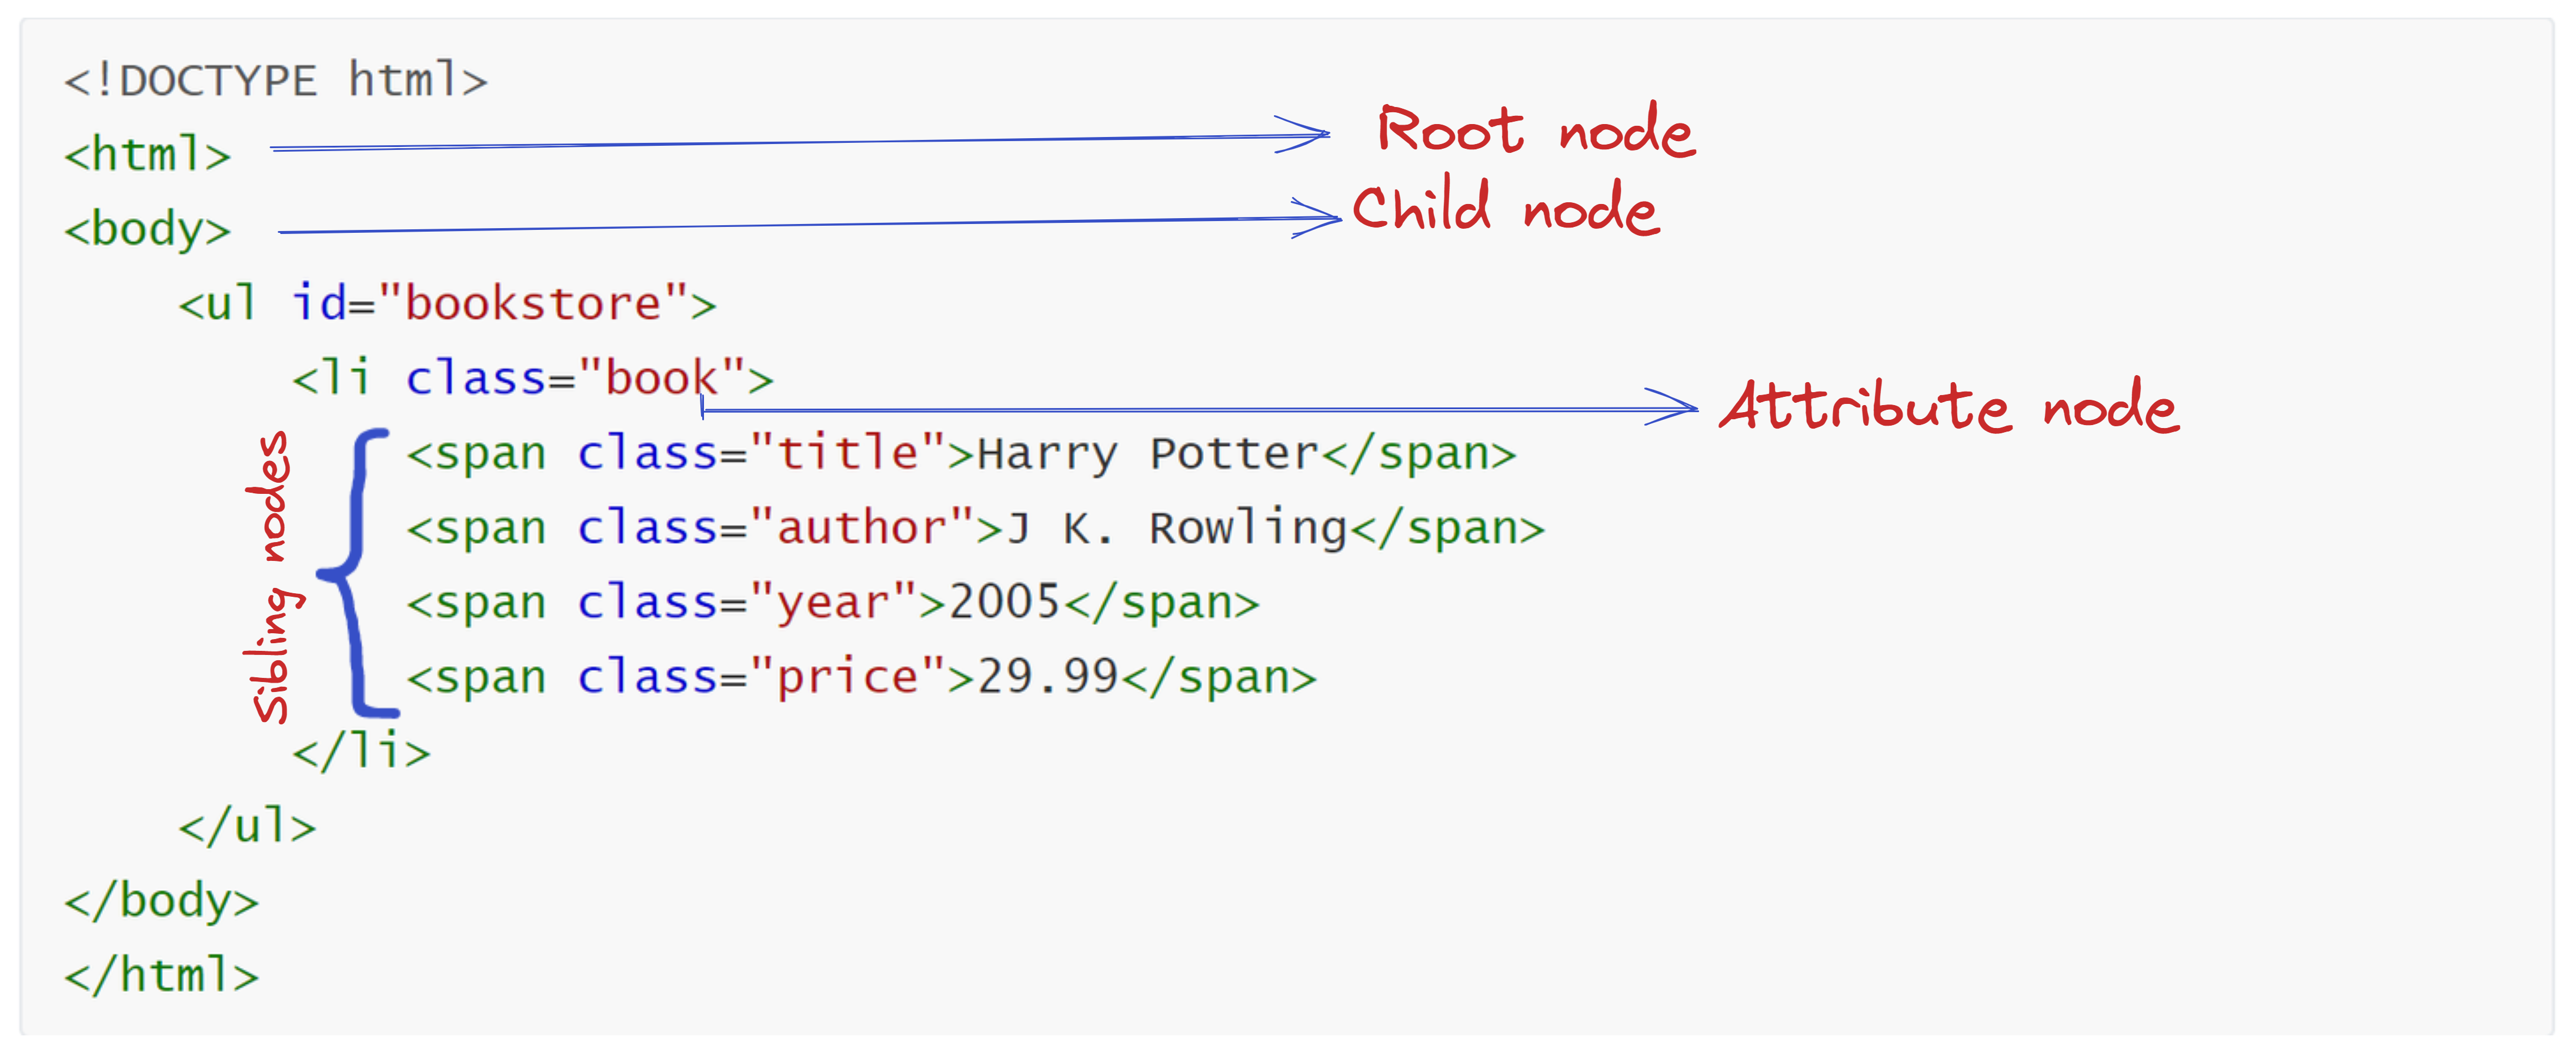 <!DOCTYPE html>
<html>
Root node
<body>
Child node
<ul id="bookstore">
<li class="book">
Attribute node
Sibling nodes
<span class="title">Harry Potter</span>
<span class="author">J K. Rowling</span>
<span class="year">2005</span>
<span class="price">29.99</span>
</li>
</ul>
</body>
</html>